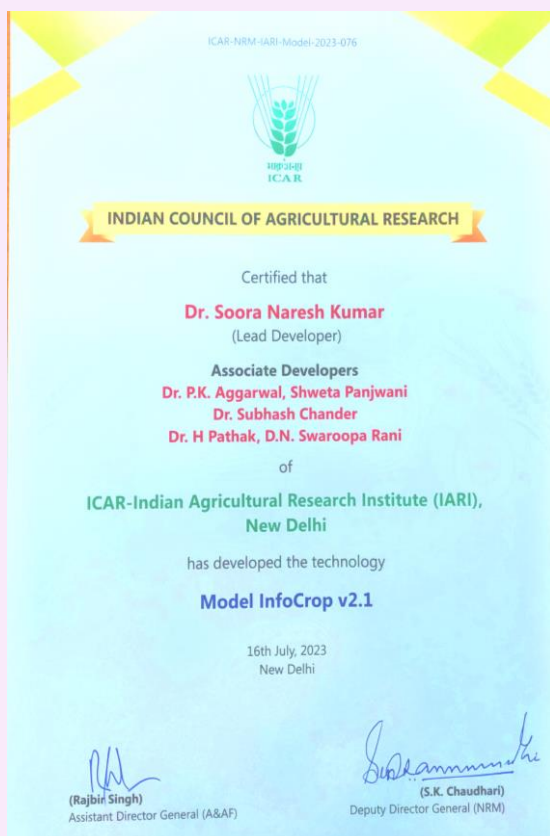 ICAR-NRM-IARI-Model-2023-076
ICAR
INDIAN COUNCIL OF AGRICULTURAL RESEARCH
Certified that
Dr. Soora Naresh Kumar
(Lead Developer)
Associate Developers
Dr. P.K. Aggarwal, Shweta Panjwani
Dr. Subhash Chander
Dr. H Pathak, D.N. Swaroopa Rani
of
ICAR-Indian Agricultural Research Institute (IARI),
New Delhi
has developed the technology
Model InfoCrop v2.1
16th July, 2023
New Delhi
(Rajbir Singh)
Assistant Director General (A&AF)
(S.K. Chaudhari)
Deputy Director General (NRM)